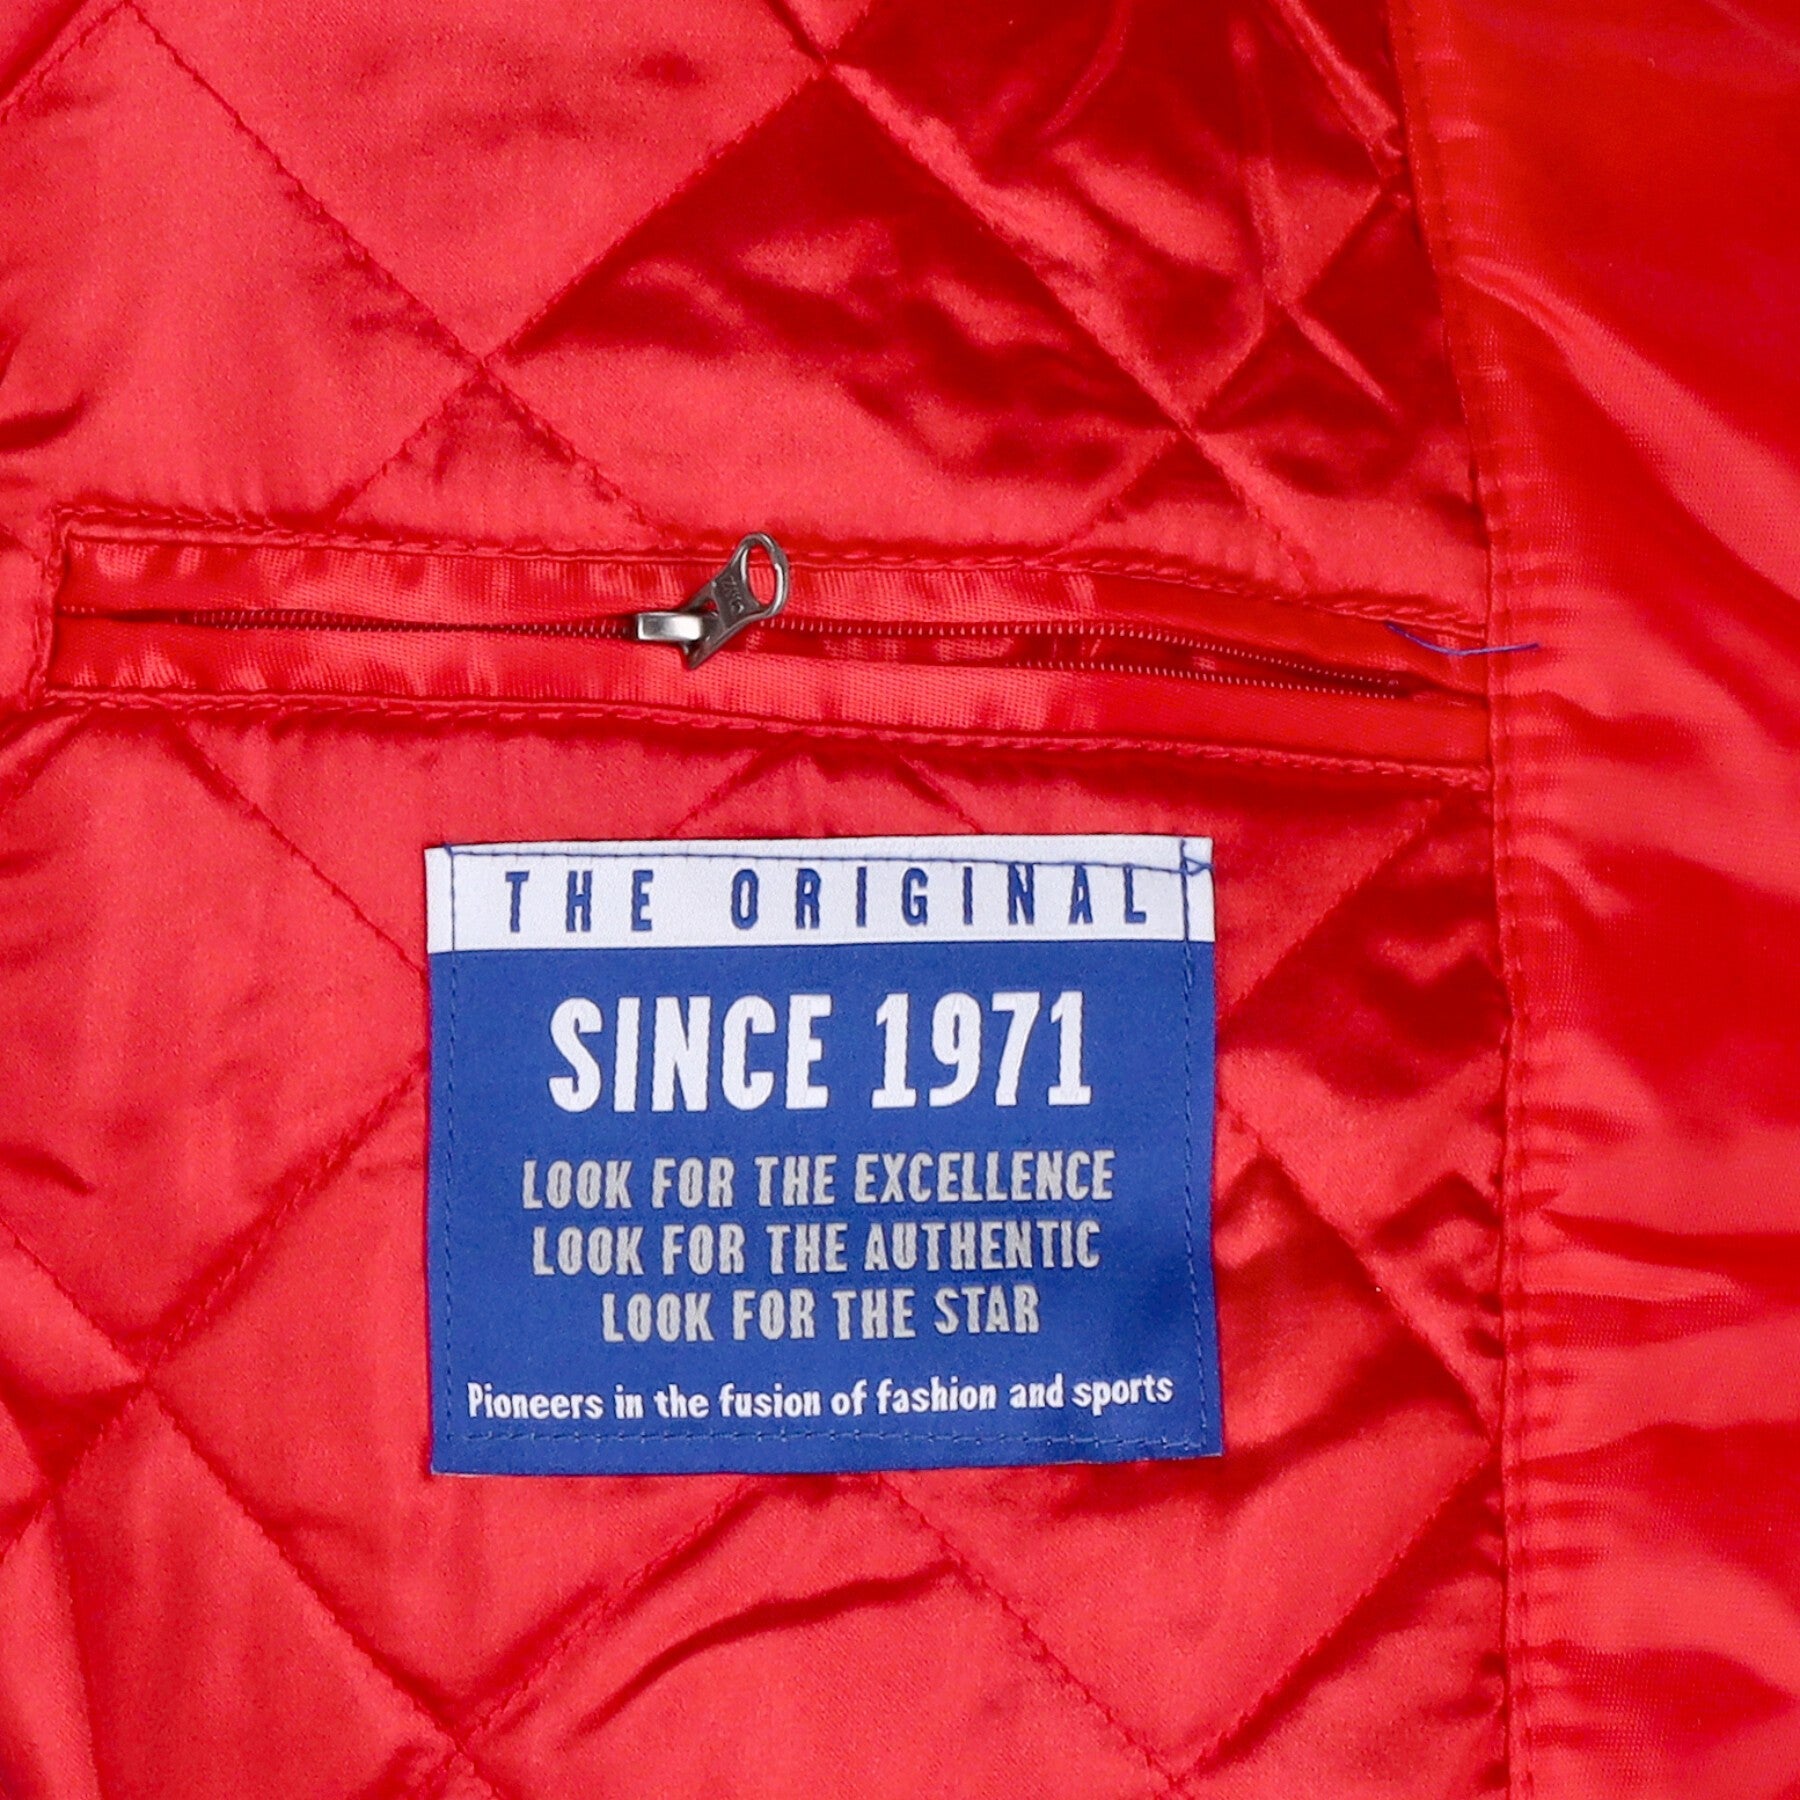 THE ORIGINAL
SINCE 1971
LOOK FOR THE EXCELLENCE
LOOK FOR THE AUTHENTIC
LOOK FOR THE STAR
Pioneers in the fusion of fashion and sports